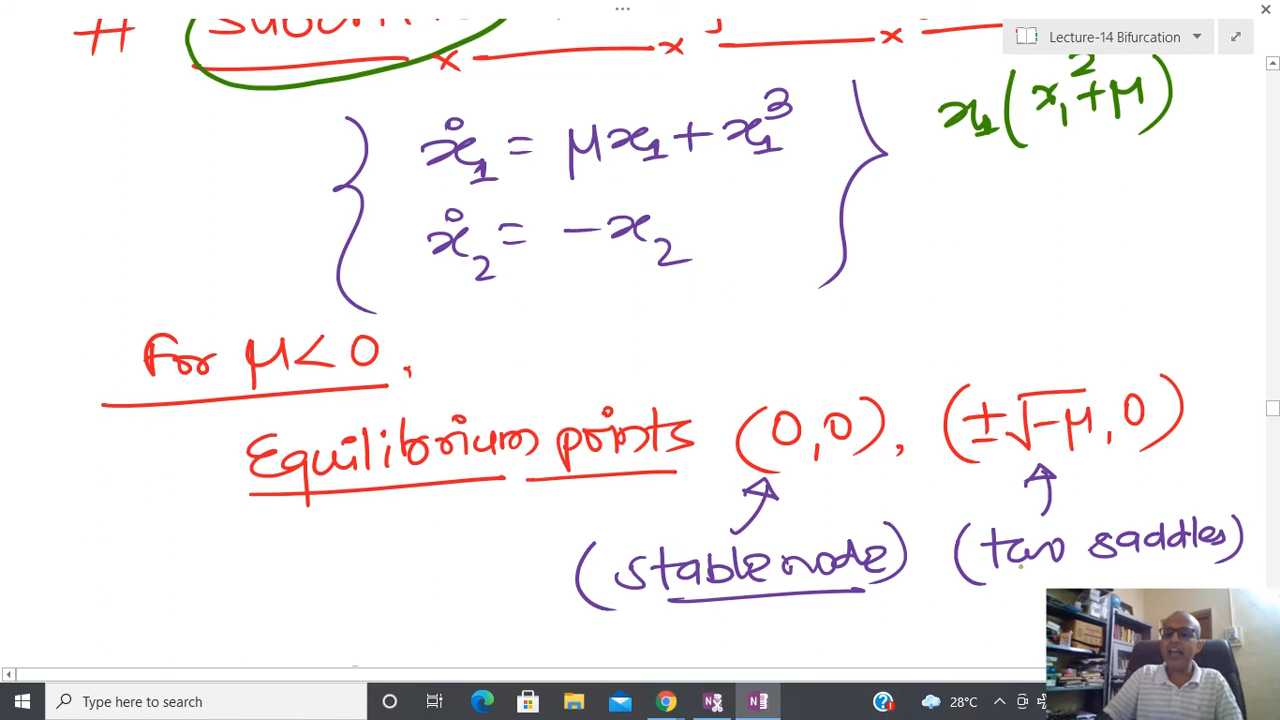 ...
Lecture-14 Bifurcation
#
x₁(x₁² + μ)
ẋ₁ = μx₁ + x₁³
ẋ₂ = -x₂
For μ < 0,
Equilibrium points (0,0), (±√-μ, 0)
(stable node) (two saddles)
Type here to search
28°C